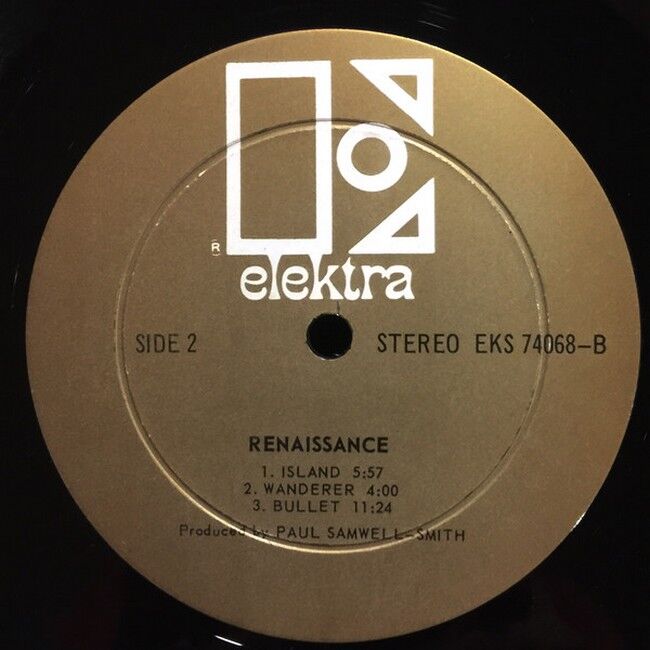 R
elektra
SIDE 2
STEREO EKS 74068-B
RENAISSANCE
1. ISLAND 5:57
2. WANDERER 4:00
3. BULLET 11:24
Produced by PAUL SAMWELL-SMITH